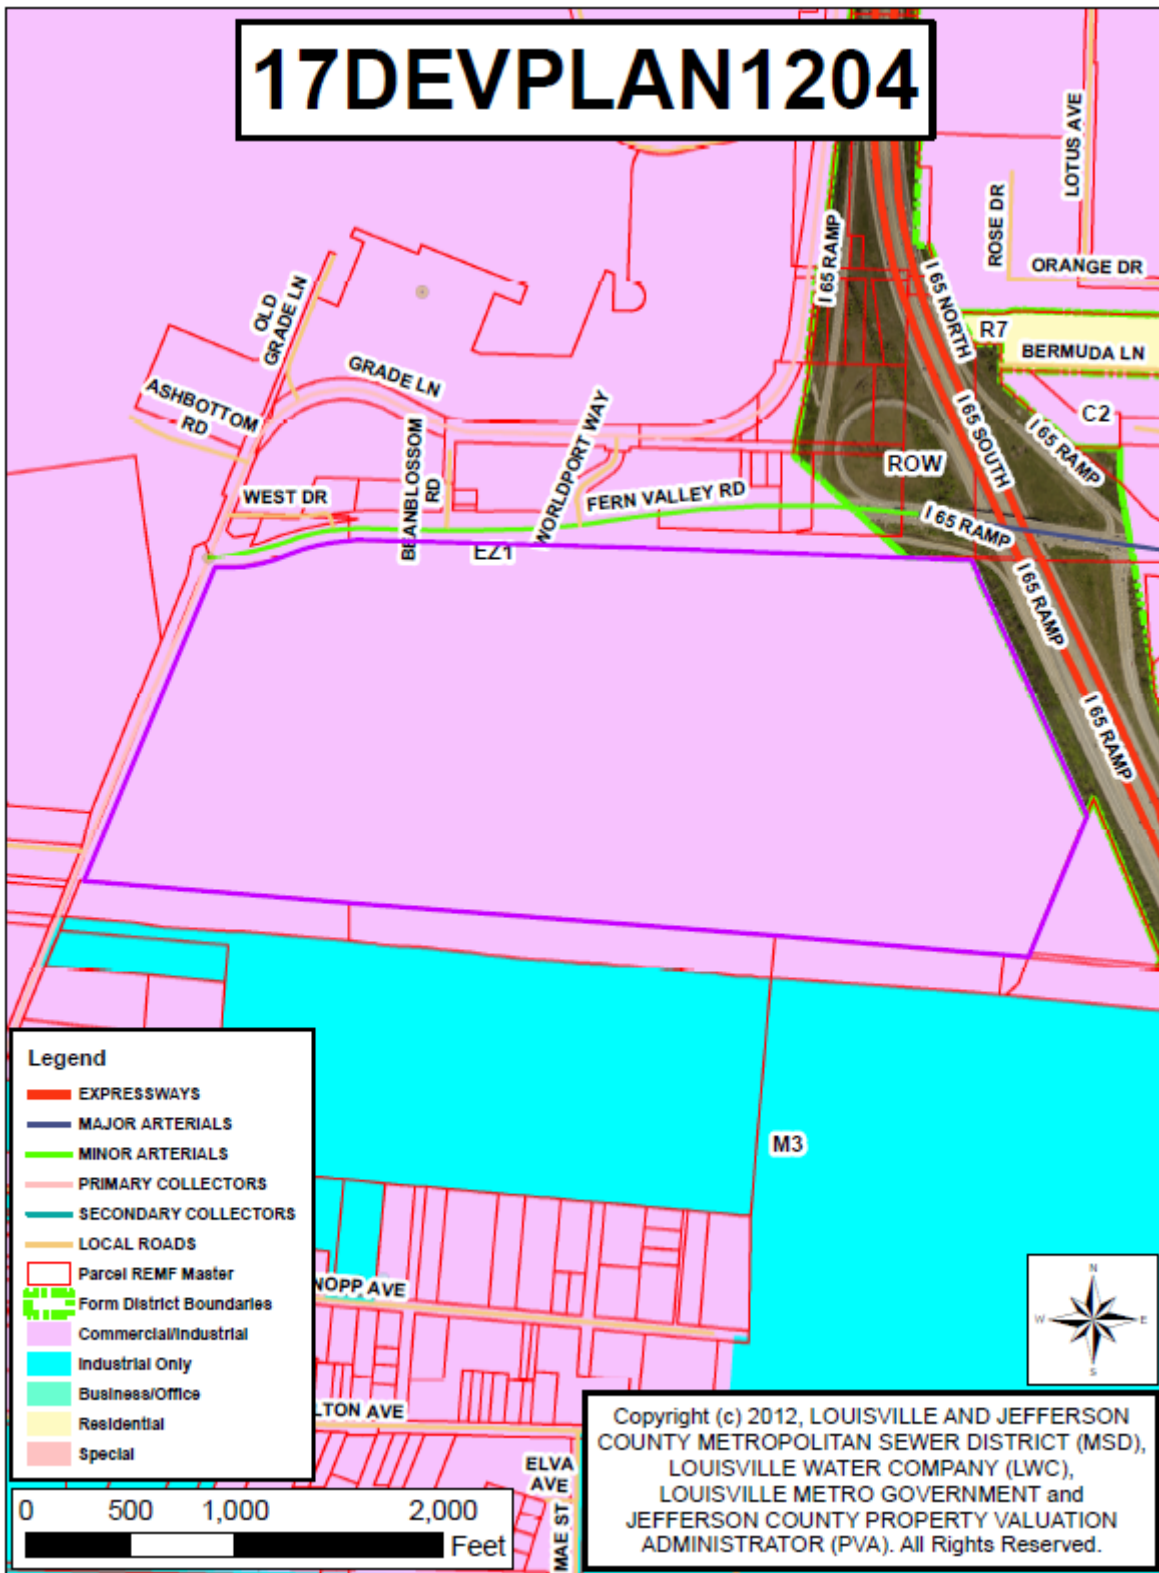 17DEVPLAN1204
LOTUS AVE
ROSE DR
ORANGE DR
I 65 RAMP
I 65 NORTH
R7
BERMUDA LN
OLD
GRADE LN
GRADE LN
ASHBOTTOM
RD
C2
I 65 RAMP
I 65 SOUTH
ROW
WEST DR
BEANBLOSSOM
RD
WORLDPORT WAY
FERN VALLEY RD
I 65 RAMP
EZ1
I 65 RAMP
I 65 RAMP
M3
Legend
EXPRESSWAYS
MAJOR ARTERIALS
MINOR ARTERIALS
PRIMARY COLLECTORS
SECONDARY COLLECTORS
LOCAL ROADS
Parcel REMF Master
Form District Boundaries
Commercial/Industrial
Industrial Only
Business/Office
Residential
Special
NOPP AVE
LTON AVE
ELVA
AVE
MAE ST
N
W E
S
0 500 1,000 2,000
Feet
Copyright (c) 2012, LOUISVILLE AND JEFFERSON
COUNTY METROPOLITAN SEWER DISTRICT (MSD),
LOUISVILLE WATER COMPANY (LWC),
LOUISVILLE METRO GOVERNMENT and
JEFFERSON COUNTY PROPERTY VALUATION
ADMINISTRATOR (PVA). All Rights Reserved.